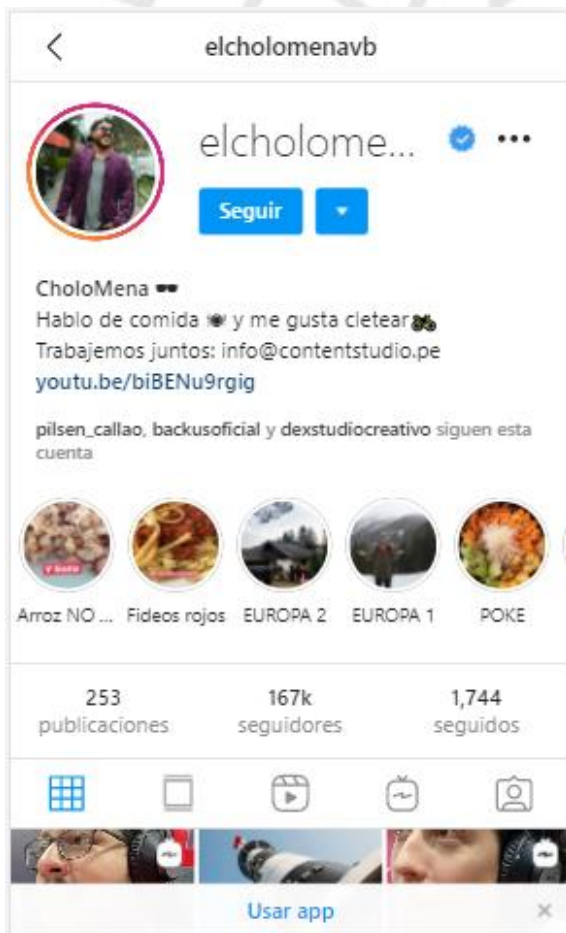 elcholomenavb
elcholome...
Seguir
CholoMena 🕶
Hablo de comida 🍽 y me gusta cletear🚵
Trabajemos juntos: info@contentstudio.pe
youtu.be/biBENu9rgig
pilsen_callao, backusoficial y dexstudiocreativo siguen esta
cuenta
Arroz NO ... Fideos rojos EUROPA 2 EUROPA 1 POKE
253 167k 1,744
publicaciones seguidores seguidos
Usar app